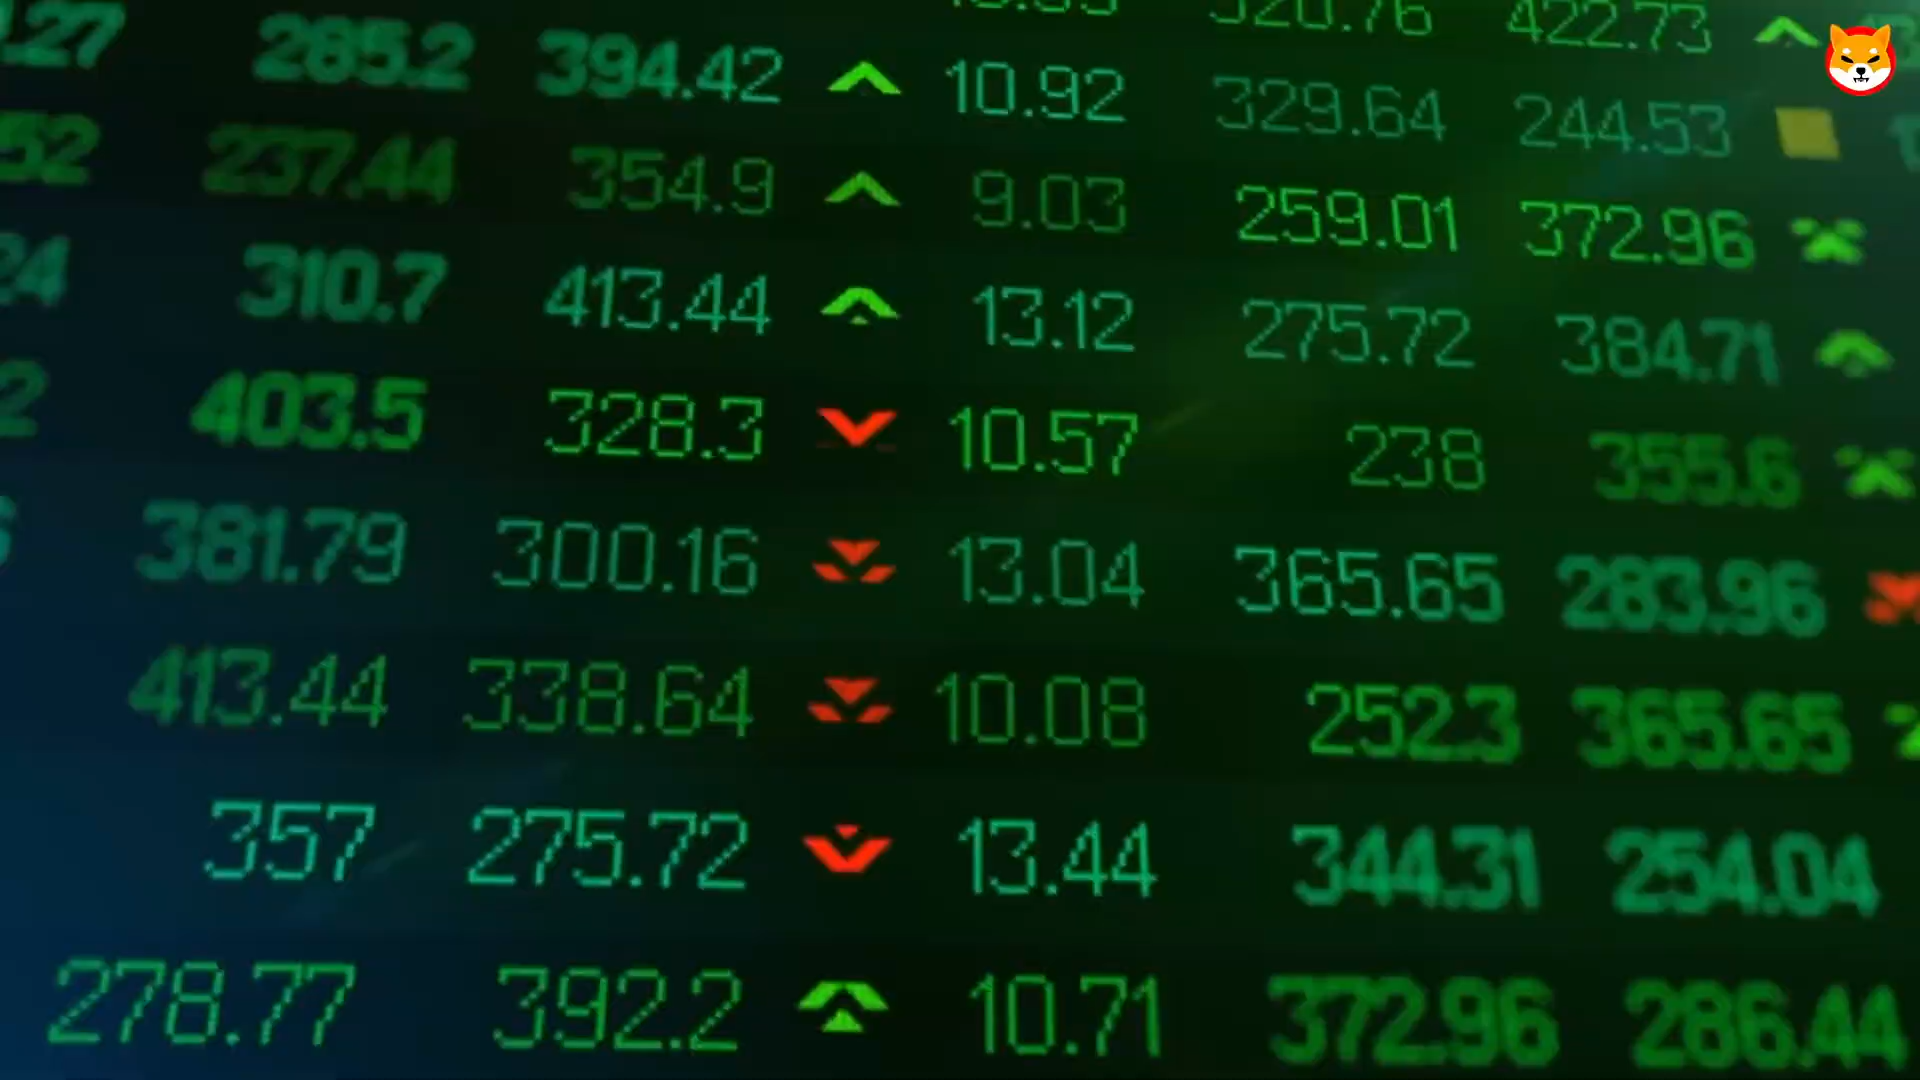 285.2 394.42 10.92 329.64 244.53
237.44 354.9 9.03 259.01 372.96
310.7 413.44 13.12 275.72 384.71
403.5 328.3 10.57 238 355.6
381.79 300.16 13.04 365.65 283.96
413.44 338.64 10.08 252.3 365.65
357 275.72 13.44 344.31 254.04
278.77 392.2 10.71 372.96 286.44